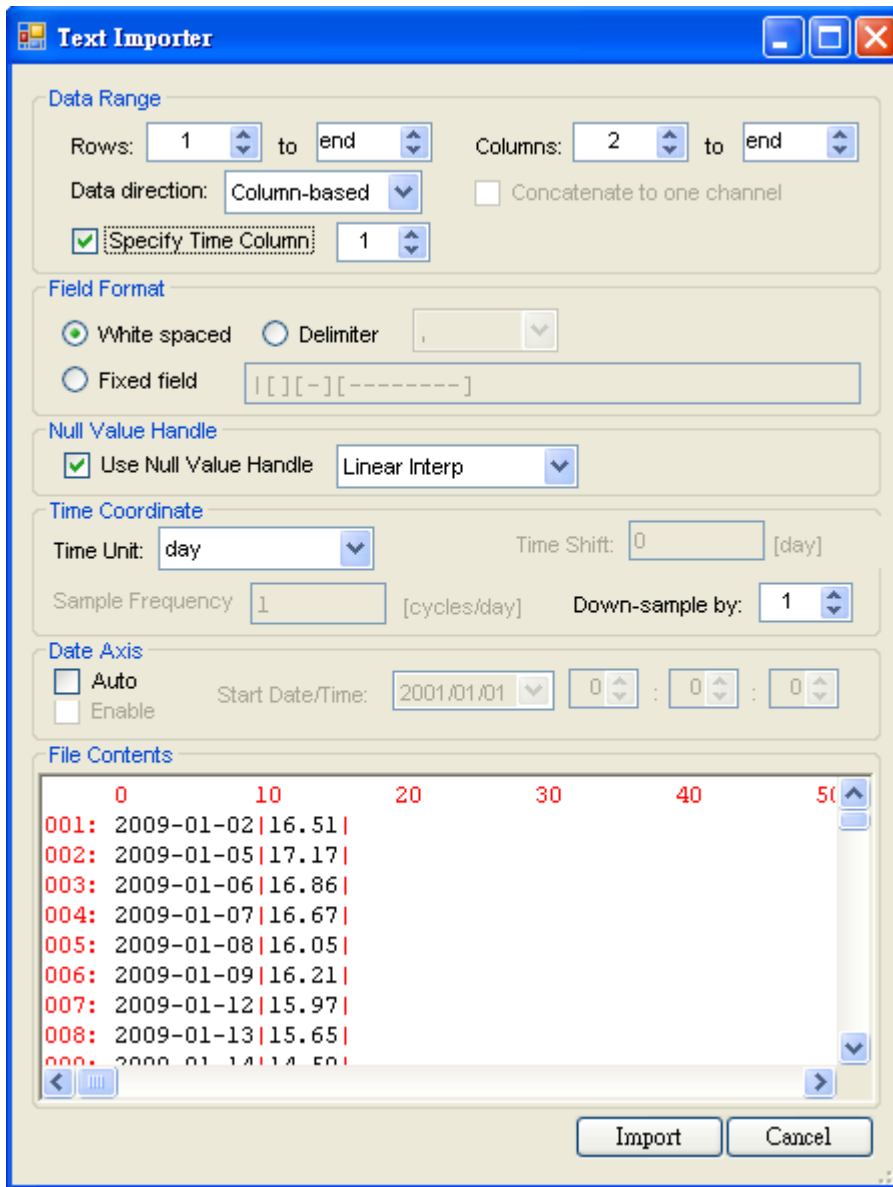 Text Importer
Data Range
Rows: 1 to end Columns: 2 to end
Data direction: Column-based Concatenate to one channel
Specify Time Column 1
Field Format
White spaced Delimiter ,
Fixed field |[][-][--------]
Null Value Handle
Use Null Value Handle Linear Interp
Time Coordinate
Time Unit: day Time Shift: 0 [day]
Sample Frequency 1 [cycles/day] Down-sample by: 1
Date Axis
Auto
Enable Start Date/Time: 2001/01/01 0 : 0 : 0
File Contents
0 10 20 30 40
001: 2009-01-02|16.51|
002: 2009-01-05|17.17|
003: 2009-01-06|16.86|
004: 2009-01-07|16.67|
005: 2009-01-08|16.05|
006: 2009-01-09|16.21|
007: 2009-01-12|15.97|
008: 2009-01-13|15.65|
Import Cancel